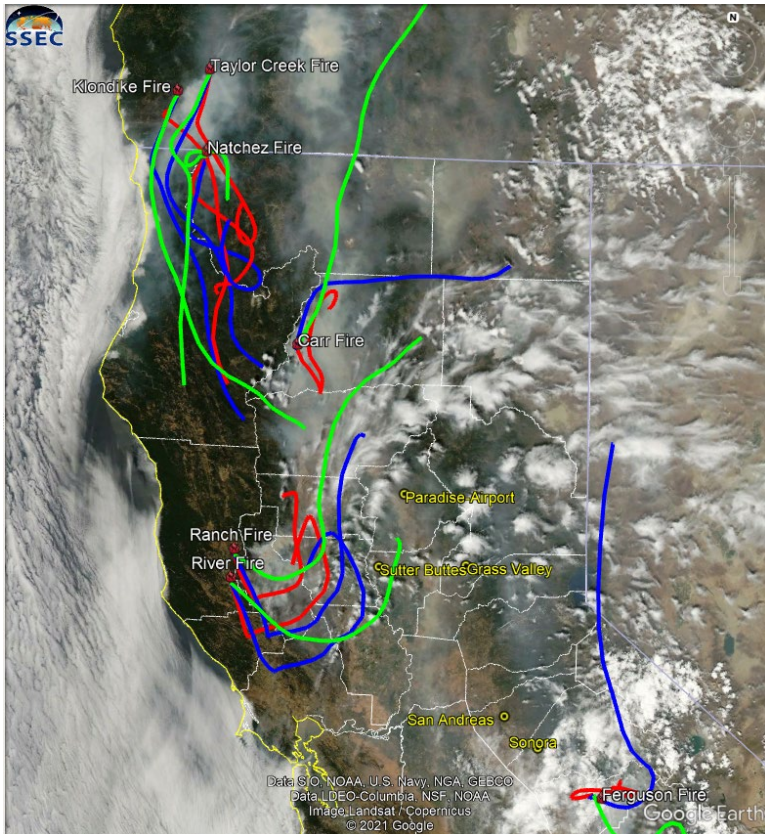 N
SSEC
Taylor Creek Fire
Klondike Fire
Natchez Fire
Carr Fire
Paradise Airport
Ranch Fire
River Fire
Sutter Buttes
Grass Valley
San Andreas
Sonora
Ferguson Fire
Data SIO, NOAA, U.S. Navy, NGA, GEBCO
Data LDEO-Columbia, NSF, NOAA
Image Landsat / Copernicus
© 2021 Google
Google Earth